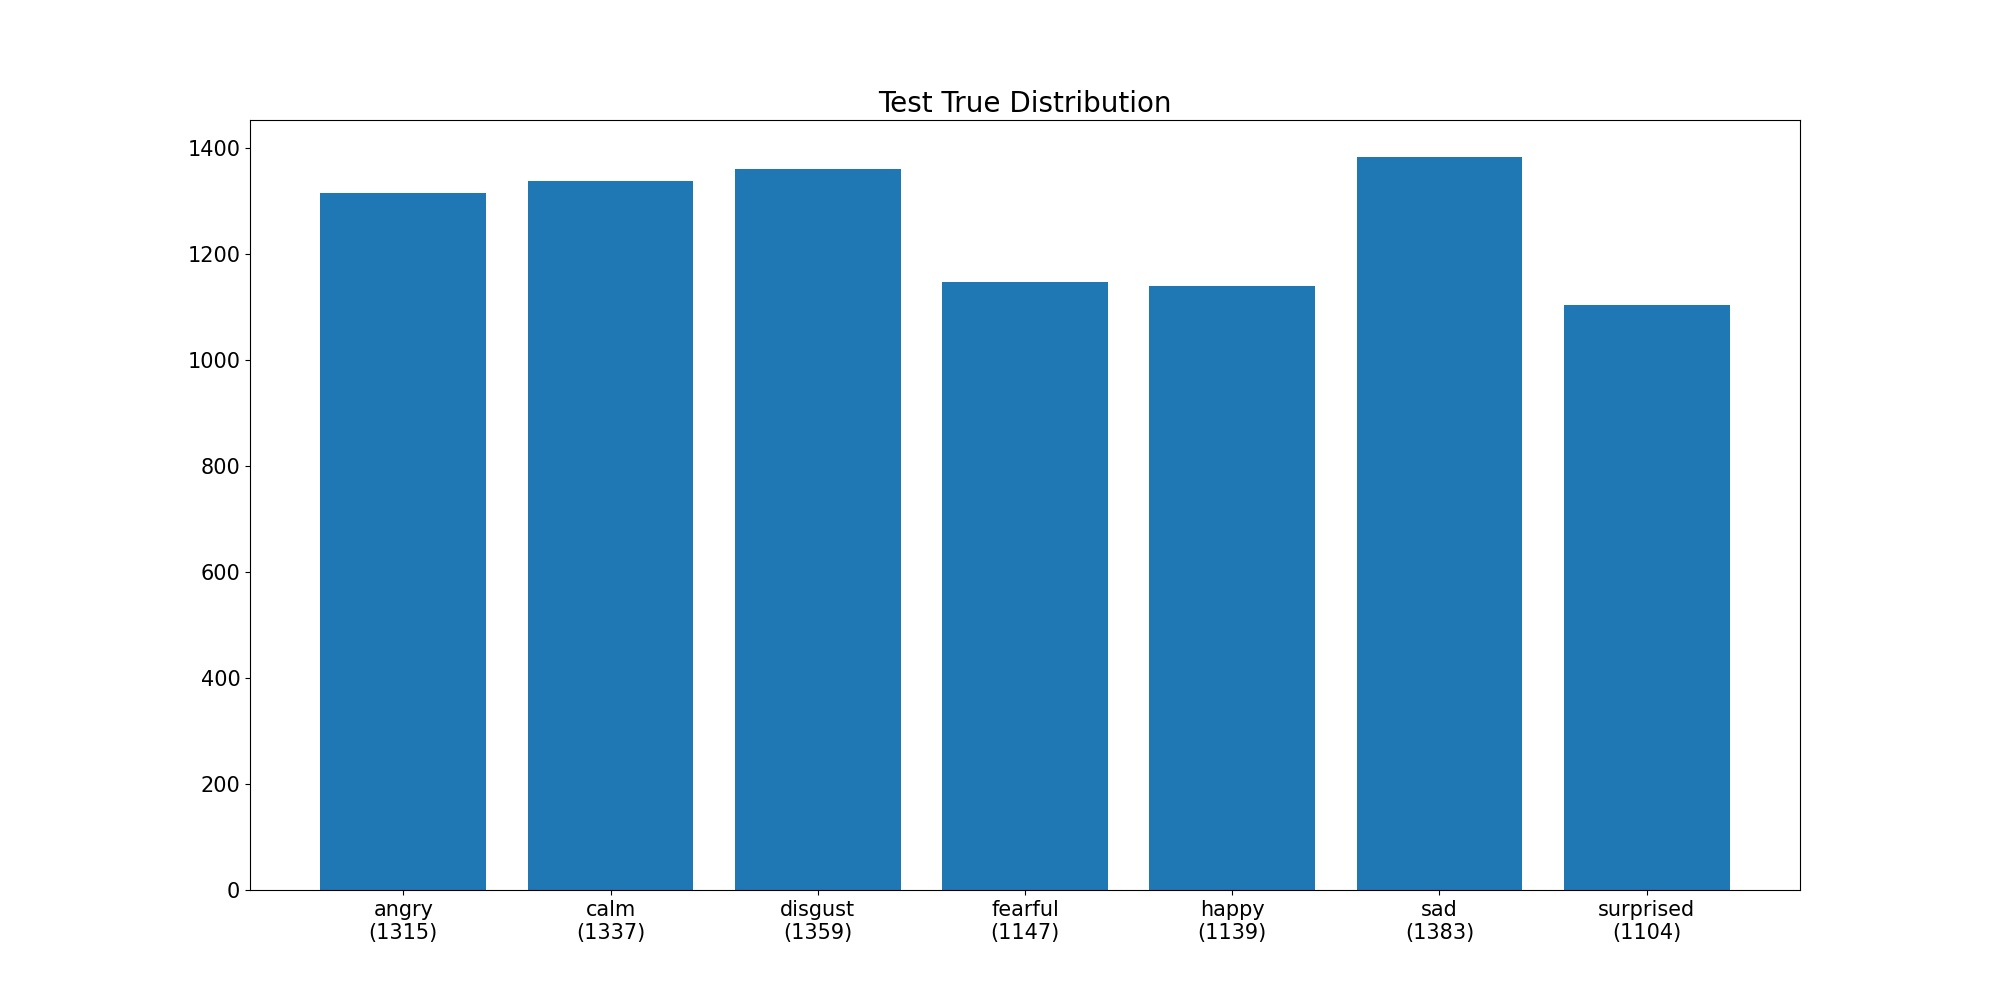 Test True Distribution
1400
1200
1000
800
600
400
200
0
angry
(1315)
calm
(1337)
disgust
(1359)
fearful
(1147)
happy
(1139)
sad
(1383)
surprised
(1104)